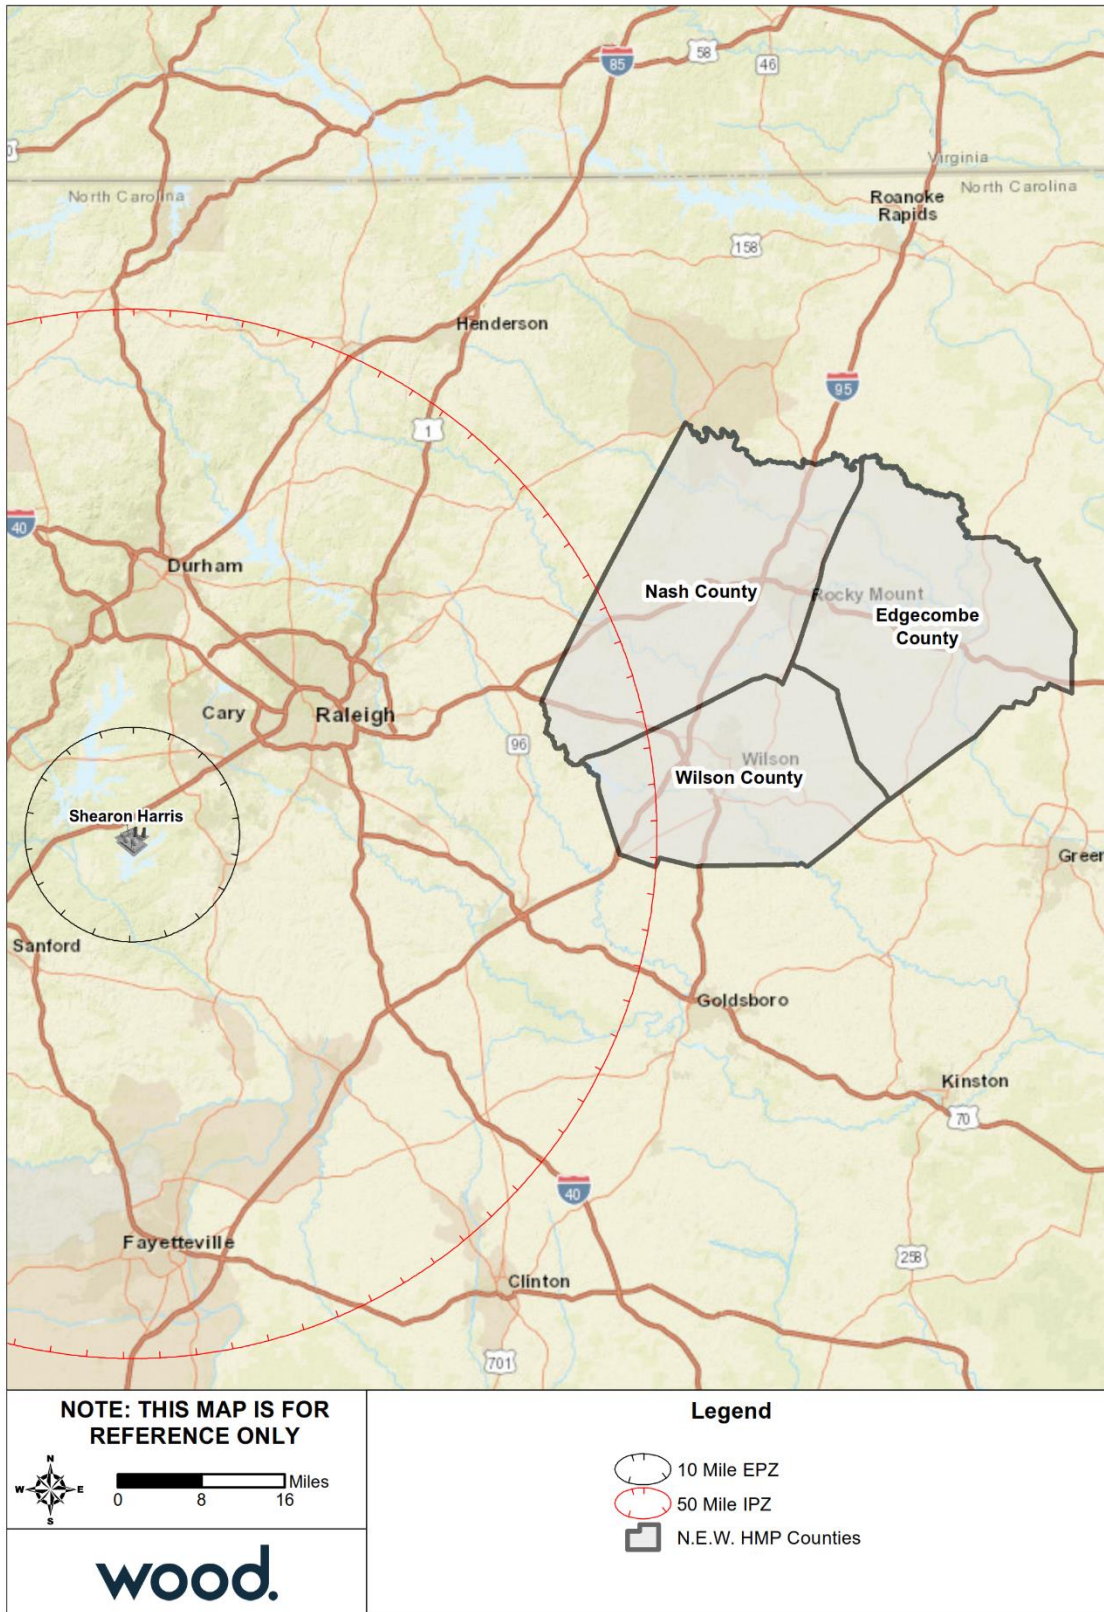 85
58
46
Virginia
North Carolina
North Carolina
Roanoke
Rapids
158
Henderson
95
1
40
Durham
Nash County
Rocky Mount
Edgecombe
County
Cary
Raleigh
96
Wilson
Wilson County
Shearon Harris
Green
Sanford
Goldsboro
Kinston
70
40
Fayetteville
258
Clinton
701
NOTE: THIS MAP IS FOR
REFERENCE ONLY
N
W E
S
Miles
0 8 16
wood.
Legend
10 Mile EPZ
50 Mile IPZ
N.E.W. HMP Counties